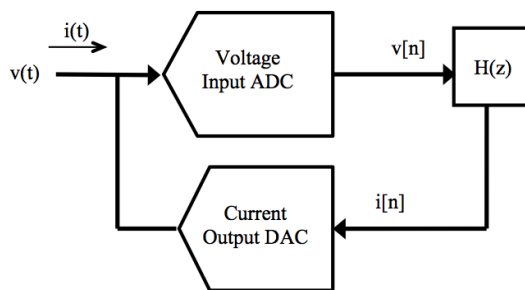 i(t)
v(t)
Voltage
Input ADC
v[n]
H(z)
Current
Output DAC
i[n]